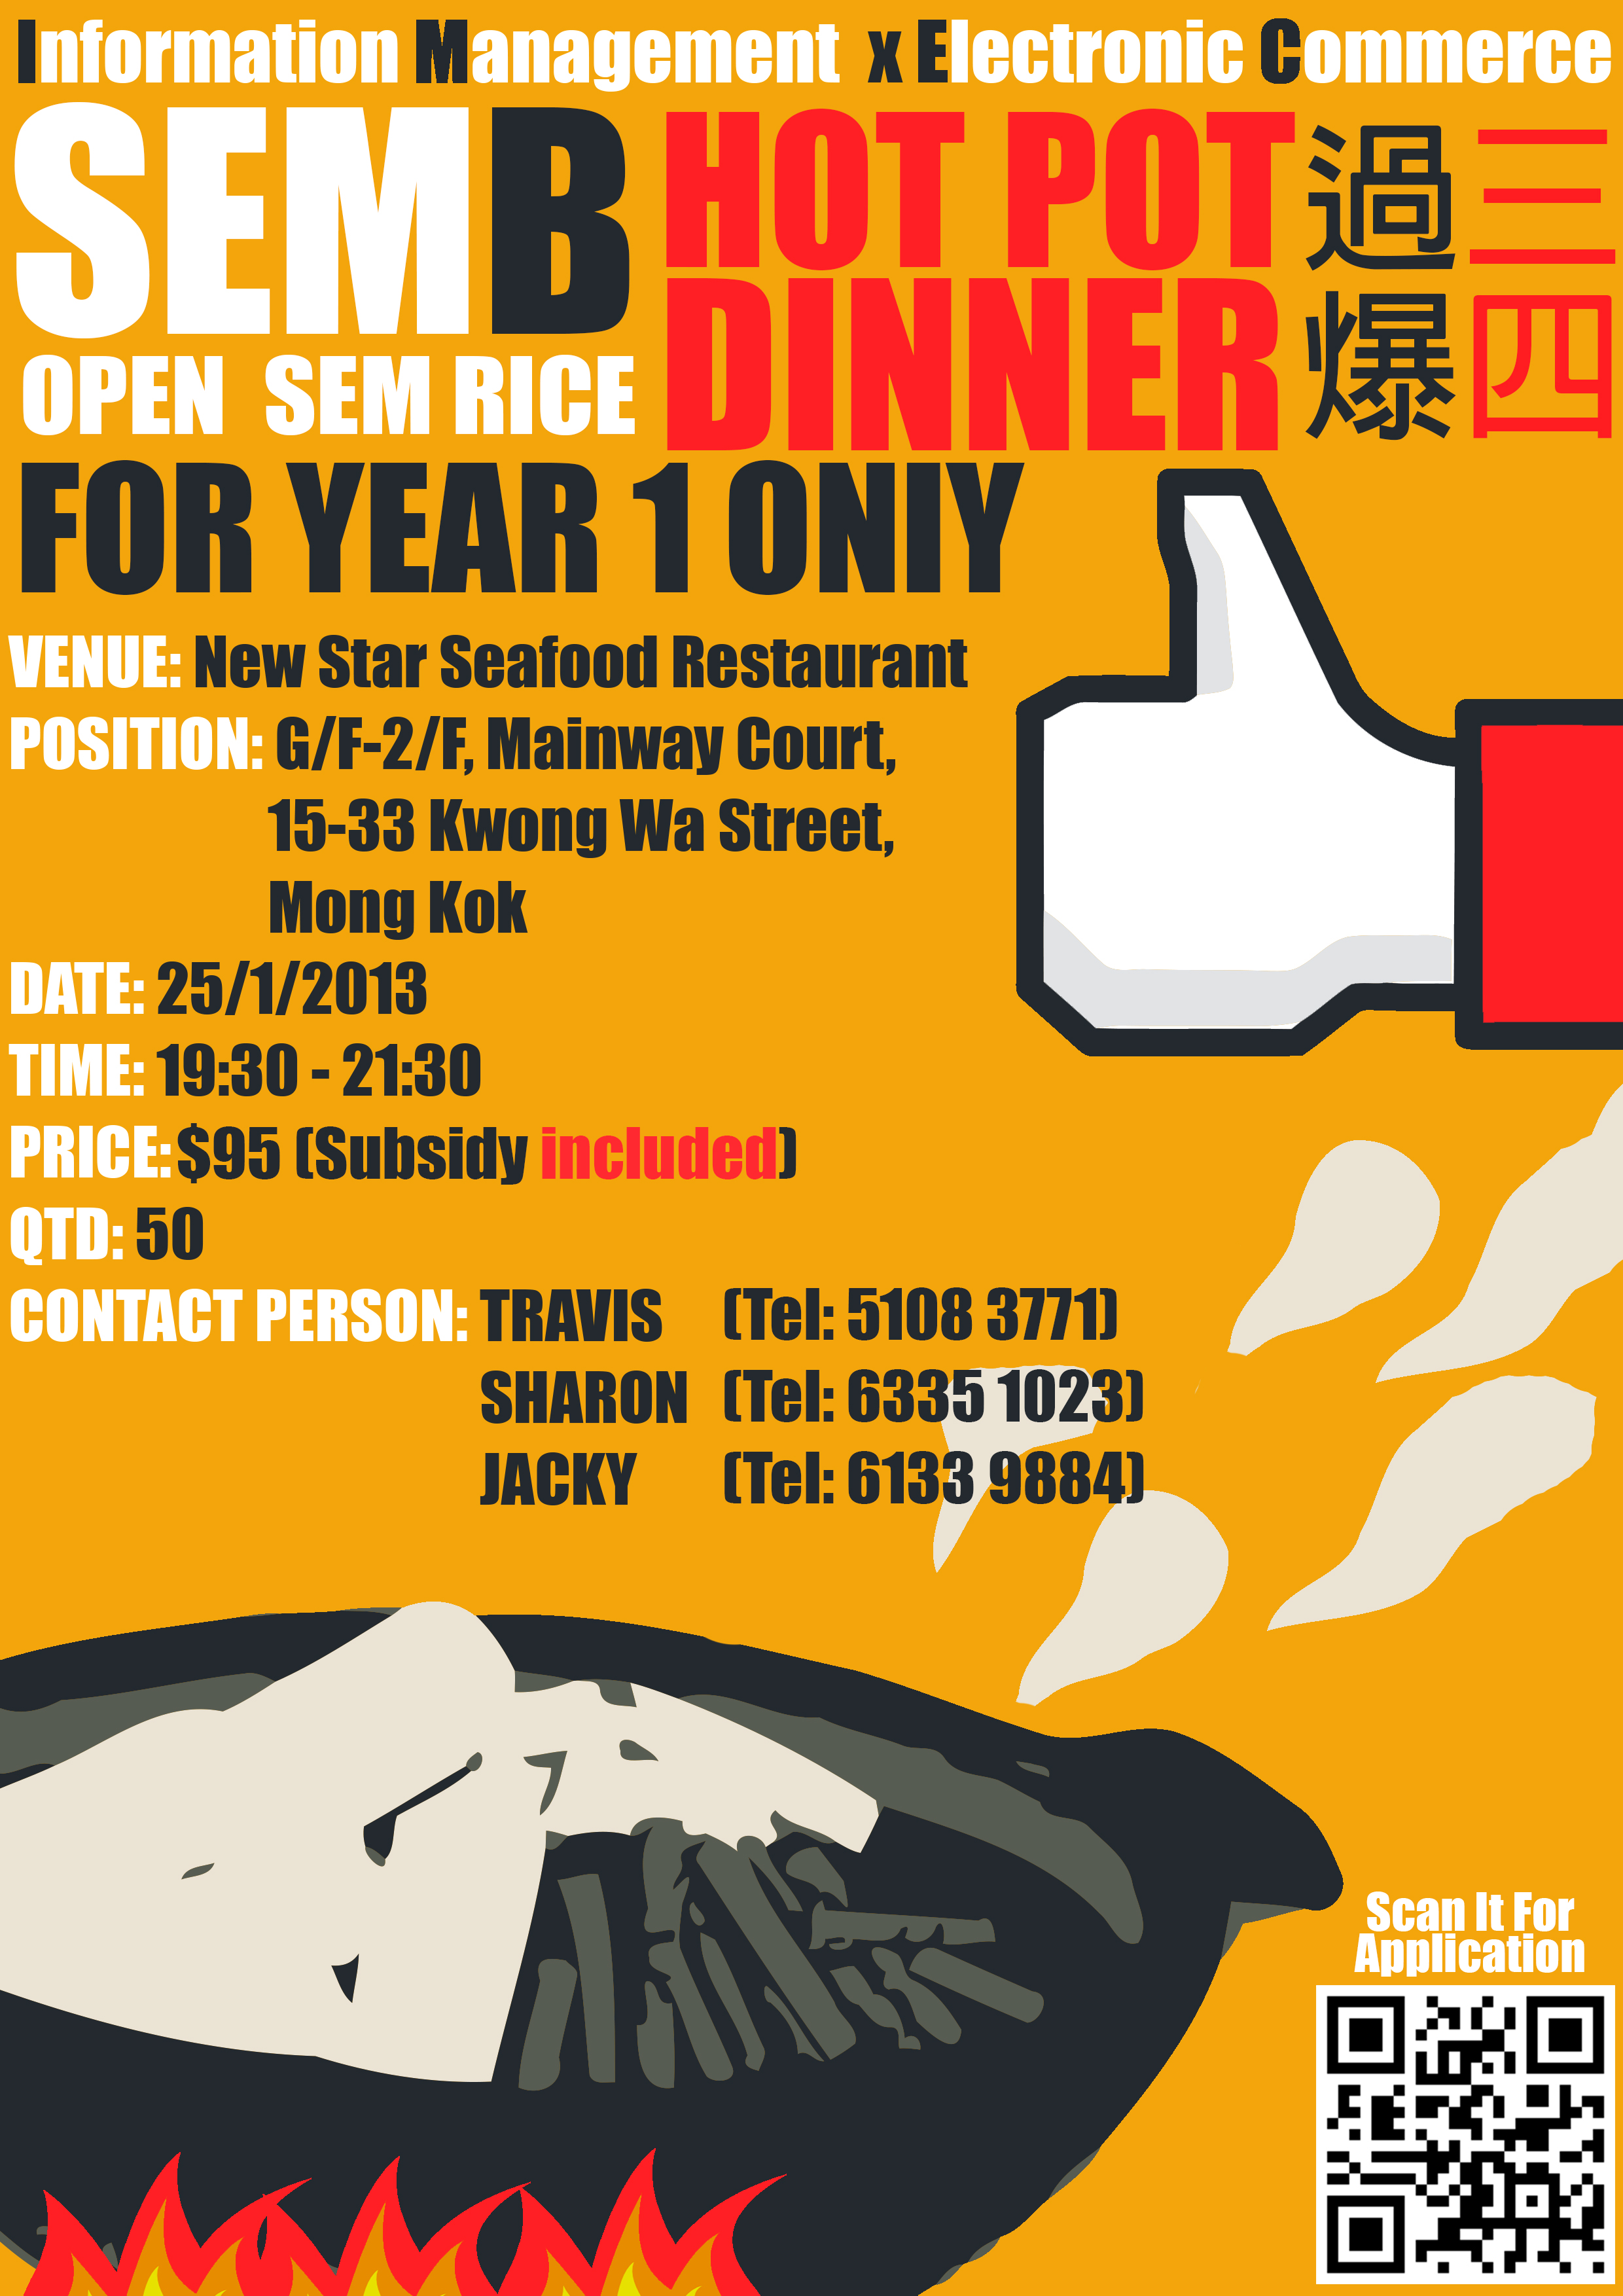 Information Management x Electronic Commerce
SEMB
OPEN SEM RICE
HOT POT
DINNER
過三
爆四
FOR YEAR 1 ONIY
VENUE: New Star Seafood Restaurant
POSITION: G/F-2/F, Mainway Court,
15-33 Kwong Wa Street,
Mong Kok
DATE: 25/1/2013
TIME: 19:30 - 21:30
PRICE: $95 (Subsidy included)
QTD: 50
CONTACT PERSON: TRAVIS (Tel: 5108 3771)
SHARON (Tel: 6335 1023)
JACKY (Tel: 6133 9884)
Scan It For
Application